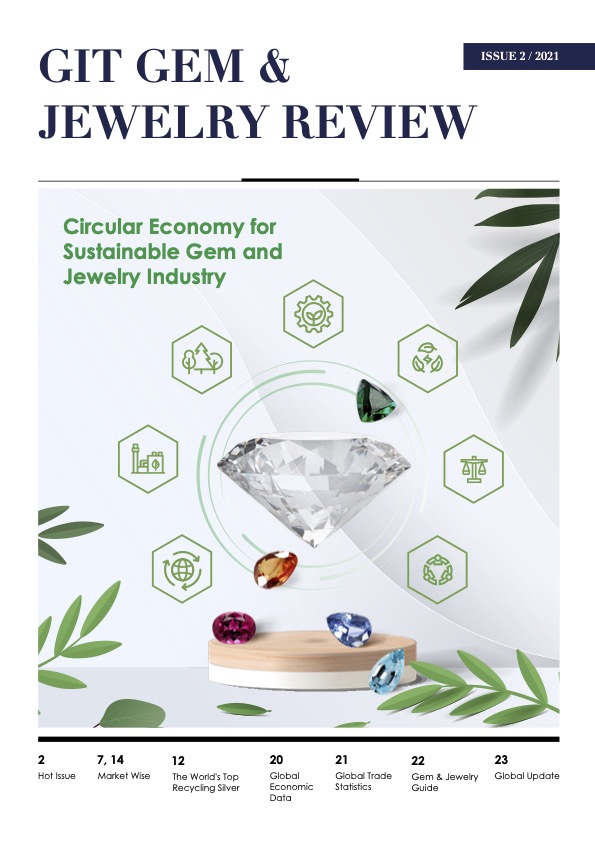 GIT GEM &
JEWELRY REVIEW
ISSUE 2 / 2021
Circular Economy for
Sustainable Gem and
Jewelry Industry
2
Hot Issue
7, 14
Market Wise
12
The World's Top
Recycling Silver
20
Global
Economic
Data
21
Global Trade
Statistics
22
Gem & Jewelry
Guide
23
Global Update